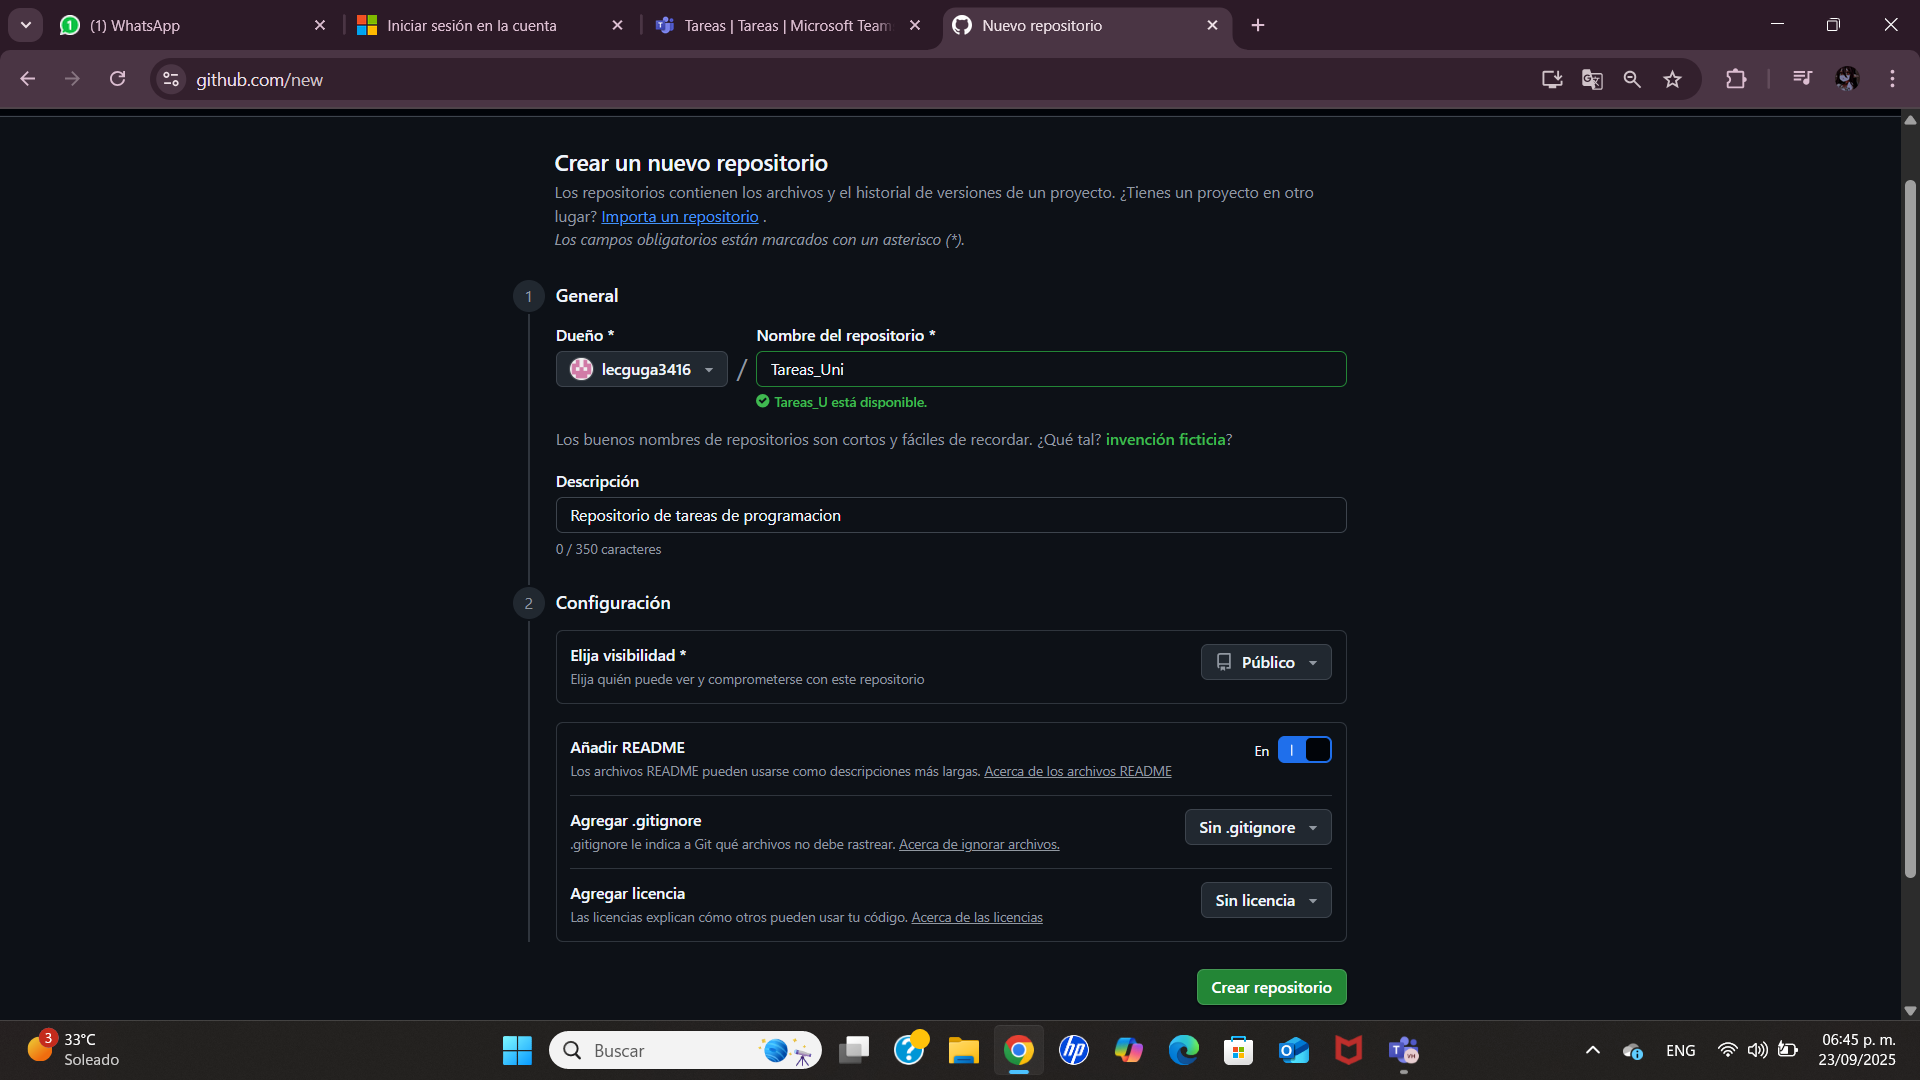 (1) WhatsApp
Iniciar sesión en la cuenta
Tareas | Tareas | Microsoft Team
Nuevo repositorio
github.com/new
Crear un nuevo repositorio
Los repositorios contienen los archivos y el historial de versiones de un proyecto. ¿Tienes un proyecto en otro
lugar? Importa un repositorio .
Los campos obligatorios están marcados con un asterisco (*).
1 General
Dueño *
Nombre del repositorio *
lecguga3416 / Tareas_Uni
Tareas_U está disponible.
Los buenos nombres de repositorios son cortos y fáciles de recordar. ¿Qué tal? invención ficticia?
Descripción
Repositorio de tareas de programacion
0 / 350 caracteres
2 Configuración
Elija visibilidad *
Elija quién puede ver y comprometerse con este repositorio
Público
Añadir README
Los archivos README pueden usarse como descripciones más largas. Acerca de los archivos README
En
Agregar .gitignore
.gitignore le indica a Git qué archivos no debe rastrear. Acerca de ignorar archivos.
Sin .gitignore
Agregar licencia
Las licencias explican cómo otros pueden usar tu código. Acerca de las licencias
Sin licencia
Crear repositorio
3
33°C
Soleado
Buscar
ENG
06:45 p. m.
23/09/2025